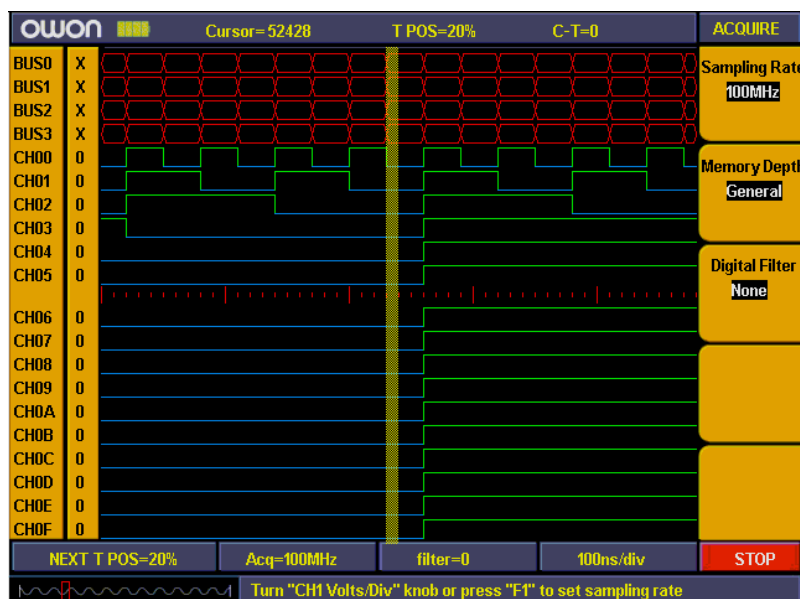 owon Cursor=52428 T POS=20% C-T=0 ACQUIRE
BUS0 X
BUS1 X
BUS2 X
BUS3 X
CH00 0
CH01 0
CH02 0
CH03 0
CH04 0
CH05 0
CH06 0
CH07 0
CH08 0
CH09 0
CH0A 0
CH0B 0
CH0C 0
CH0D 0
CH0E 0
CH0F 0
Sampling Rate
100MHz
Memory Depth
General
Digital Filter
None
NEXT T POS=20% Acq=100MHz filter=0 100ns/div STOP
Turn "CH1 Volts/Div" knob or press "F1" to set sampling rate